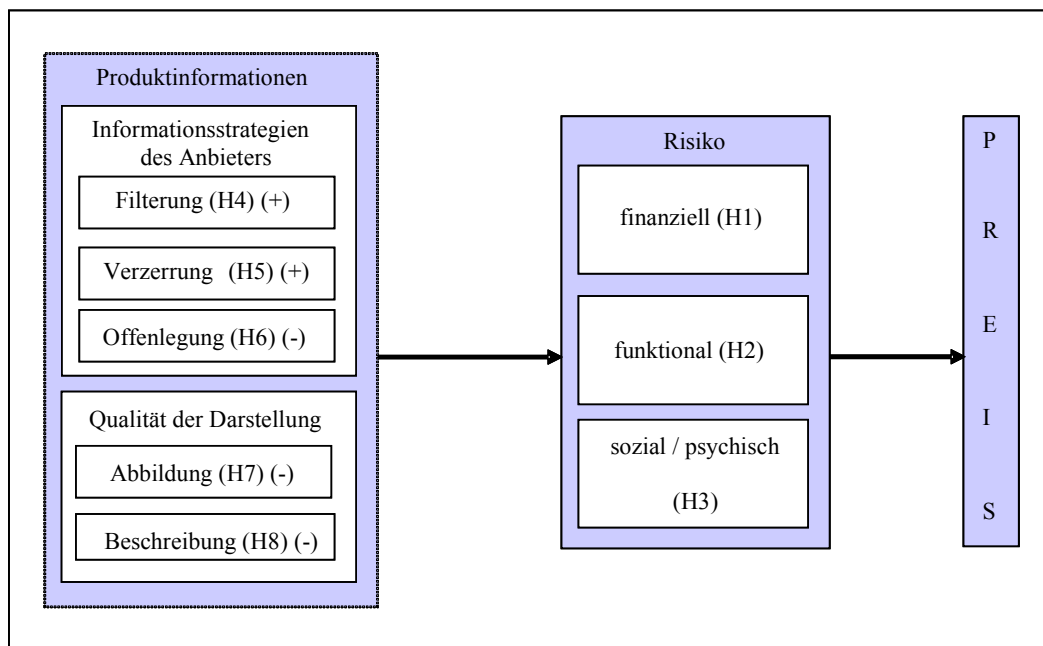 Produktinformationen
Informationsstrategien
des Anbieters
Filterung (H4) (+)
Verzerrung (H5) (+)
Offenlegung (H6) (-)
Qualität der Darstellung
Abbildung (H7) (-)
Beschreibung (H8) (-)
Risiko
finanziell (H1)
funktional (H2)
sozial / psychisch
(H3)
P
R
E
I
S